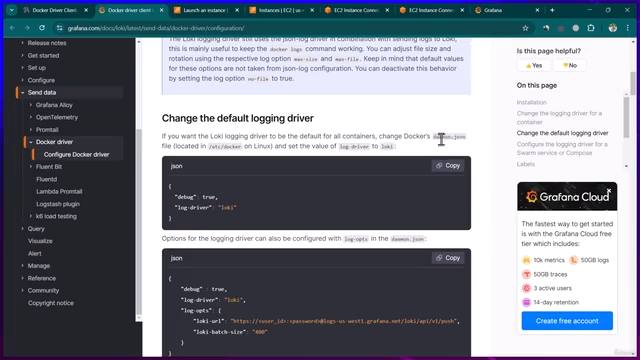 Docker Driver Client
Docker driver client
Launch an instance |
Instances | EC2 | us
EC2 Instance Connec
EC2 Instance Connec
Grafana
grafana.com/docs/loki/latest/send-data/docker-driver/configuration/
Release notes
Get started
Set up
Configure
Send data
Grafana Alloy
OpenTelemetry
Promtail
Docker driver
Configure Docker driver
Fluent Bit
Fluentd
Lambda Promtail
Logstash plugin
k6 load testing
Query
Visualize
Alert
Manage
Reference
Community
Copyright notice
The Loki logging driver still uses the json-log driver in combination with sending logs to Loki,
this is mainly useful to keep the docker logs command working. You can adjust file size and
rotation using the respective log option max-size and max-file. Keep in mind that default values
for these options are not taken from json-log configuration. You can deactivate this behavior
by setting the log option no-file to true.
Change the default logging driver
If you want the Loki logging driver to be the default for all containers, change Docker's daemon.json
file (located in /etc/docker on Linux) and set the value of log-driver to loki:
json
Copy
{
"debug" : true,
"log-driver": "loki"
}
Options for the logging driver can also be configured with log-opts in the daemon.json:
json
Copy
{
"debug" : true,
"log-driver": "loki",
"log-opts": {
"loki-url": "https://<user_id>:<password>@logs-us-west1.grafana.net/loki/api/v1/push",
"loki-batch-size": "400"
}
Is this page helpful?
Yes
No
On this page
Installation
Change the logging driver for a
container
Change the default logging driver
Configure the logging driver for a
Swarm service or Compose
Labels
Grafana Cloud
The fastest way to get started
is with our Grafana Cloud free
tier which includes:
10k metrics
50GB logs
50GB traces
3 active users
14-day retention
Create free account